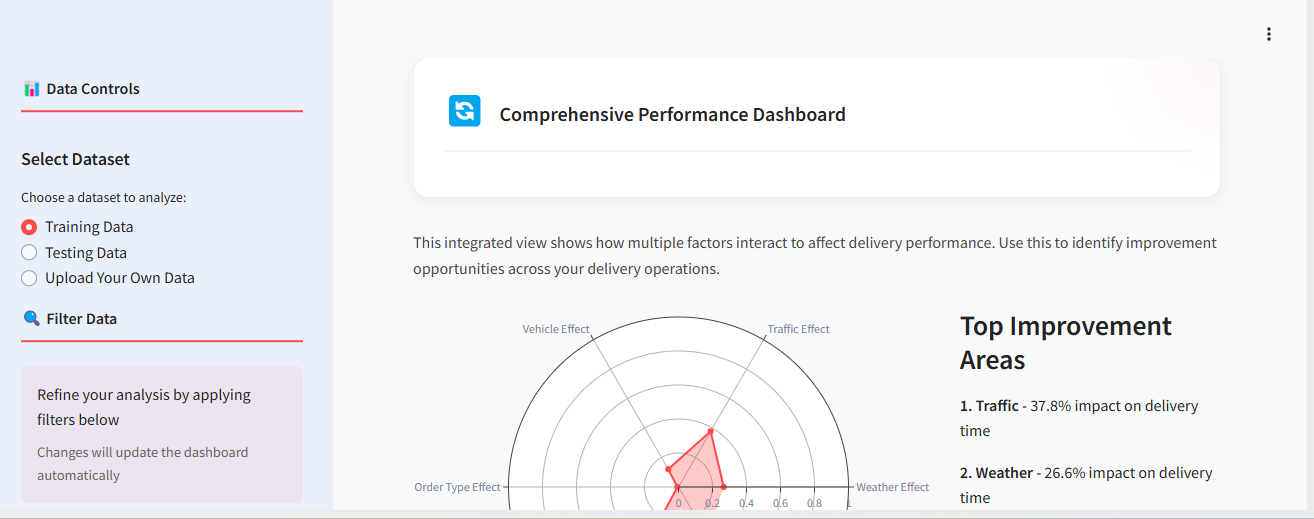 Data Controls
Select Dataset
Choose a dataset to analyze:
Training Data
Testing Data
Upload Your Own Data
Filter Data
Refine your analysis by applying
filters below
Changes will update the dashboard
automatically
Comprehensive Performance Dashboard
This integrated view shows how multiple factors interact to affect delivery performance. Use this to identify improvement
opportunities across your delivery operations.
Vehicle Effect
Traffic Effect
Order Type Effect
Weather Effect
0 0.2 0.4 0.6 0.8 1
Top Improvement
Areas
1. Traffic - 37.8% impact on delivery
time
2. Weather - 26.6% impact on delivery
time